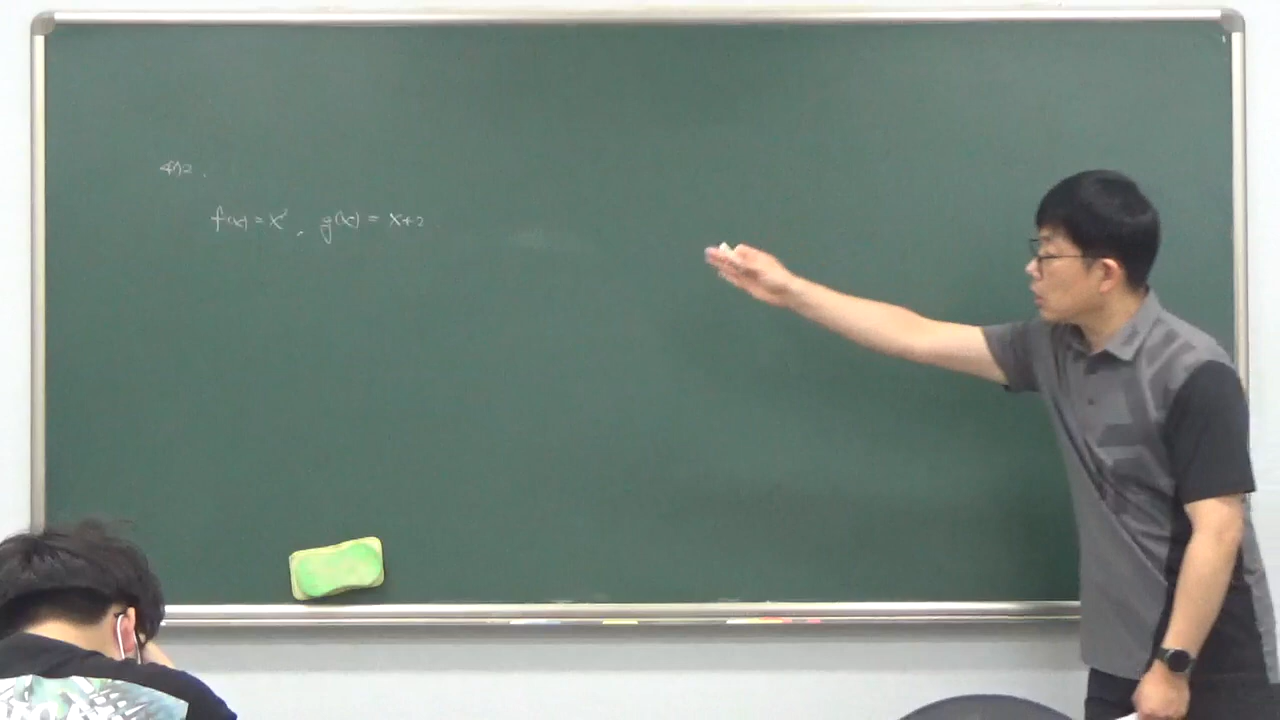 f(x) = x², g(x) = x+2